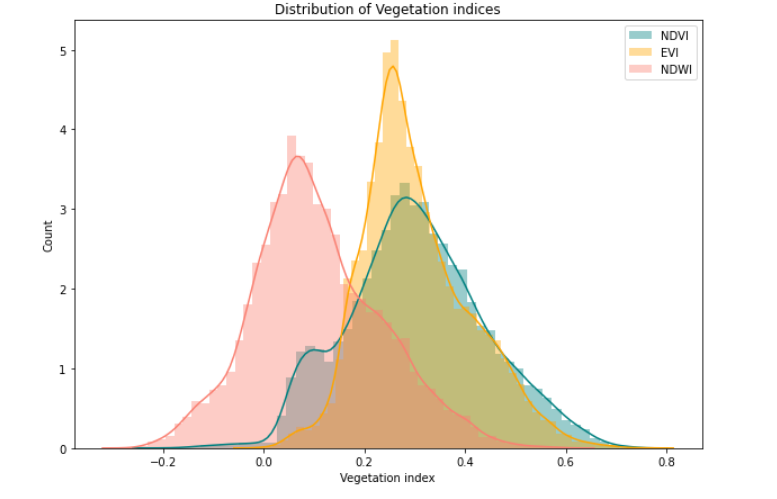 Distribution of Vegetation indices
NDVI
EVI
NDWI
5
4
3
2
1
0
Count
−0.2 0.0 0.2 0.4 0.6 0.8
Vegetation index